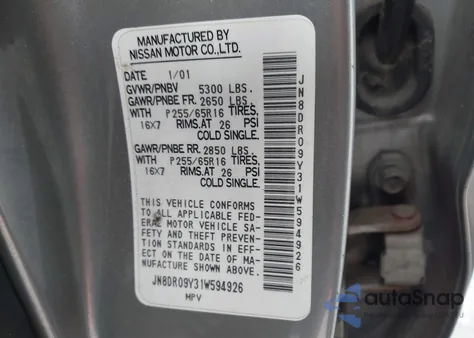 MANUFACTURED BY
NISSAN MOTOR CO.,LTD.
DATE 1/01
GVWR/PNBV 5300 LBS.
GAWR/PNBE FR. 2650 LBS.
WITH P255/65R16 TIRES,
16X7 RIMS,AT 26 PSI
COLD SINGLE.
GAWR/PNBE RR. 2850 LBS.
WITH P255/65R16 TIRES,
16X7 RIMS,AT 26 PSI
COLD SINGLE.
THIS VEHICLE CONFORMS
TO ALL APPLICABLE FED-
ERAL MOTOR VEHICLE SA-
FETY AND THEFT PREVENTION
STANDARDS IN EFF-
ECT ON THE DATE OF MA-
NUFACTURE SHOWN ABOVE.
JN8DR09Y31W594926
MPV
JN8DR09Y31W594926
autoSnap